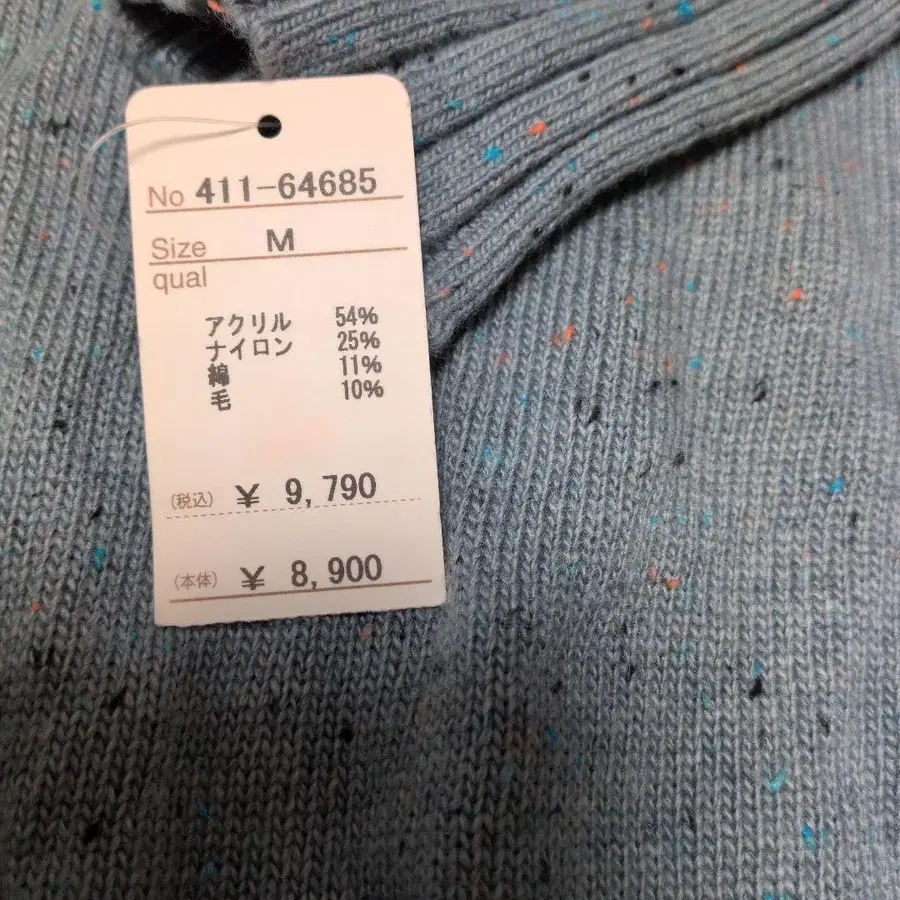 No 411-64685
Size M
qual
アクリル 54%
ナイロン 25%
綿 11%
毛 10%
(税込) ¥ 9,790
(本体) ¥ 8,900